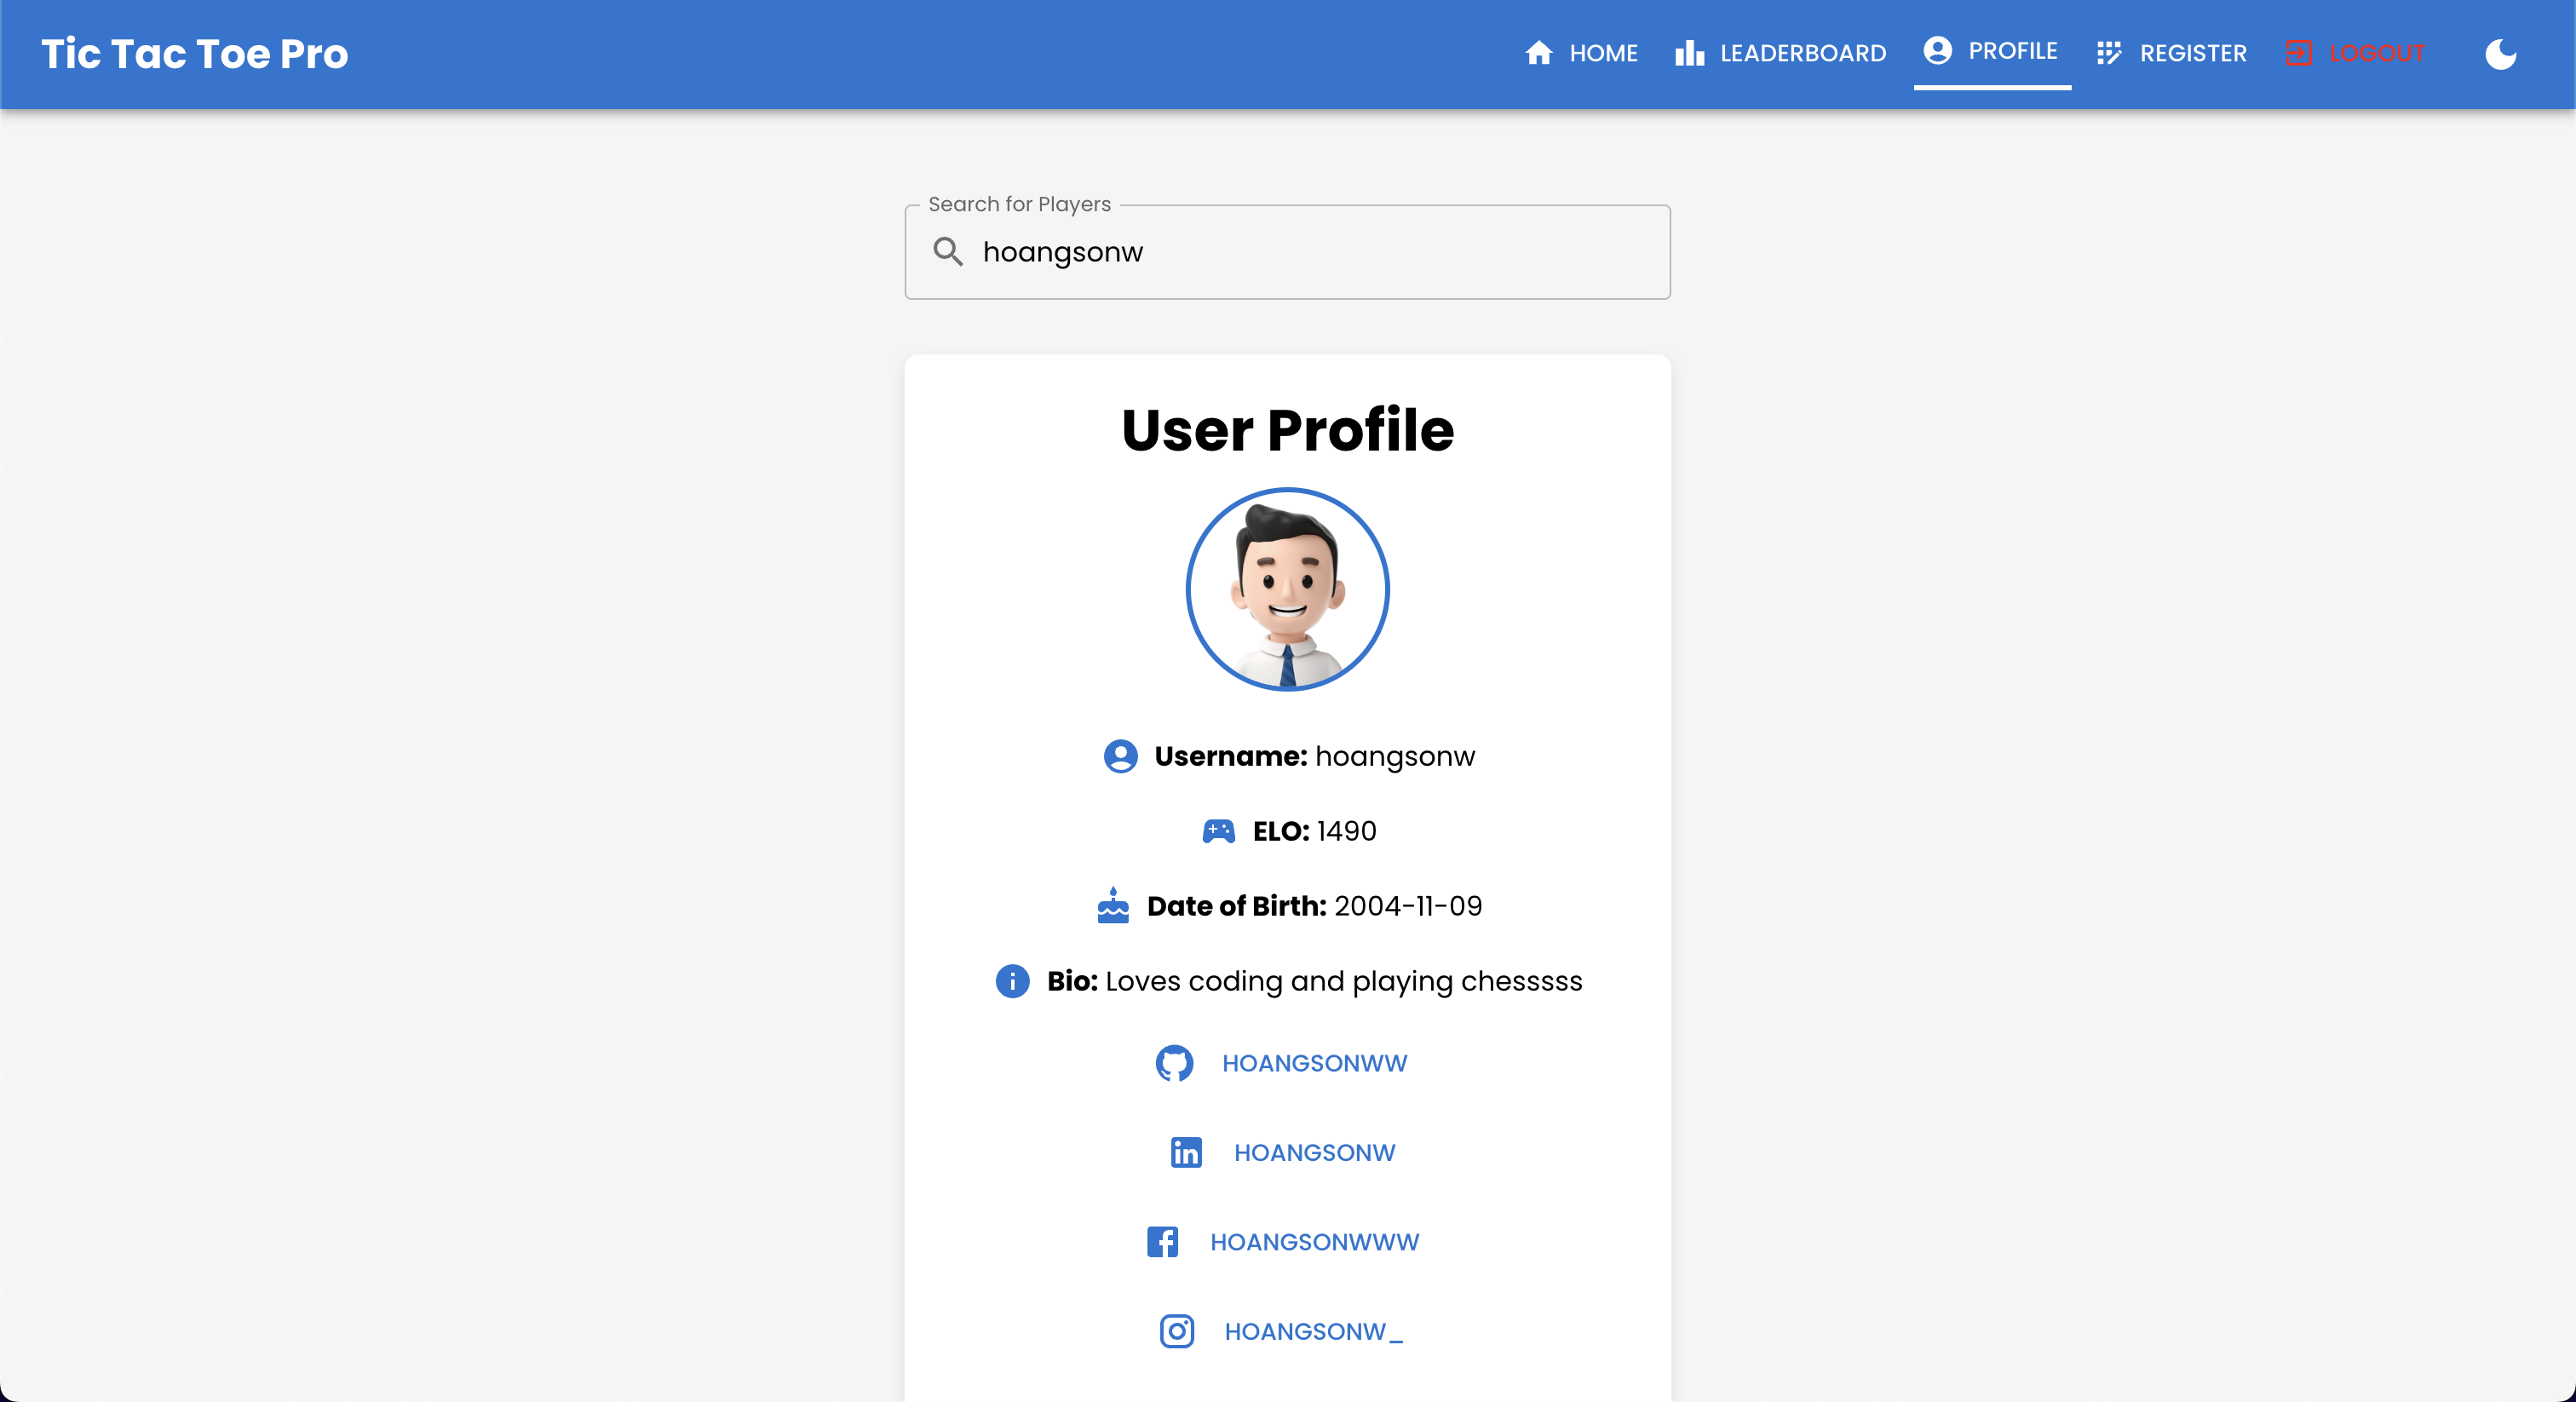 Tic Tac Toe Pro
HOME LEADERBOARD PROFILE REGISTER LOGOUT
Search for Players
hoangsonw
User Profile
Username: hoangsonw
ELO: 1490
Date of Birth: 2004-11-09
Bio: Loves coding and playing chesssss
HOANGSONWW
in HOANGSONW
f HOANGSONWWW
HOANGSONW_